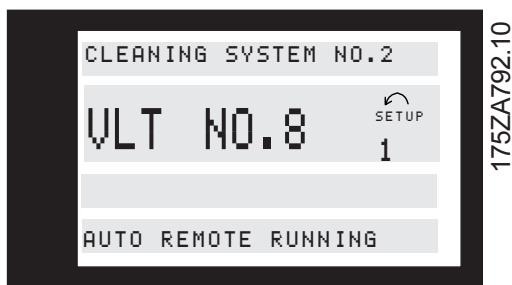 CLEANING SYSTEM NO.2
VLT NO.8
SETUP
1
AUTO REMOTE RUNNING
175ZA792.10